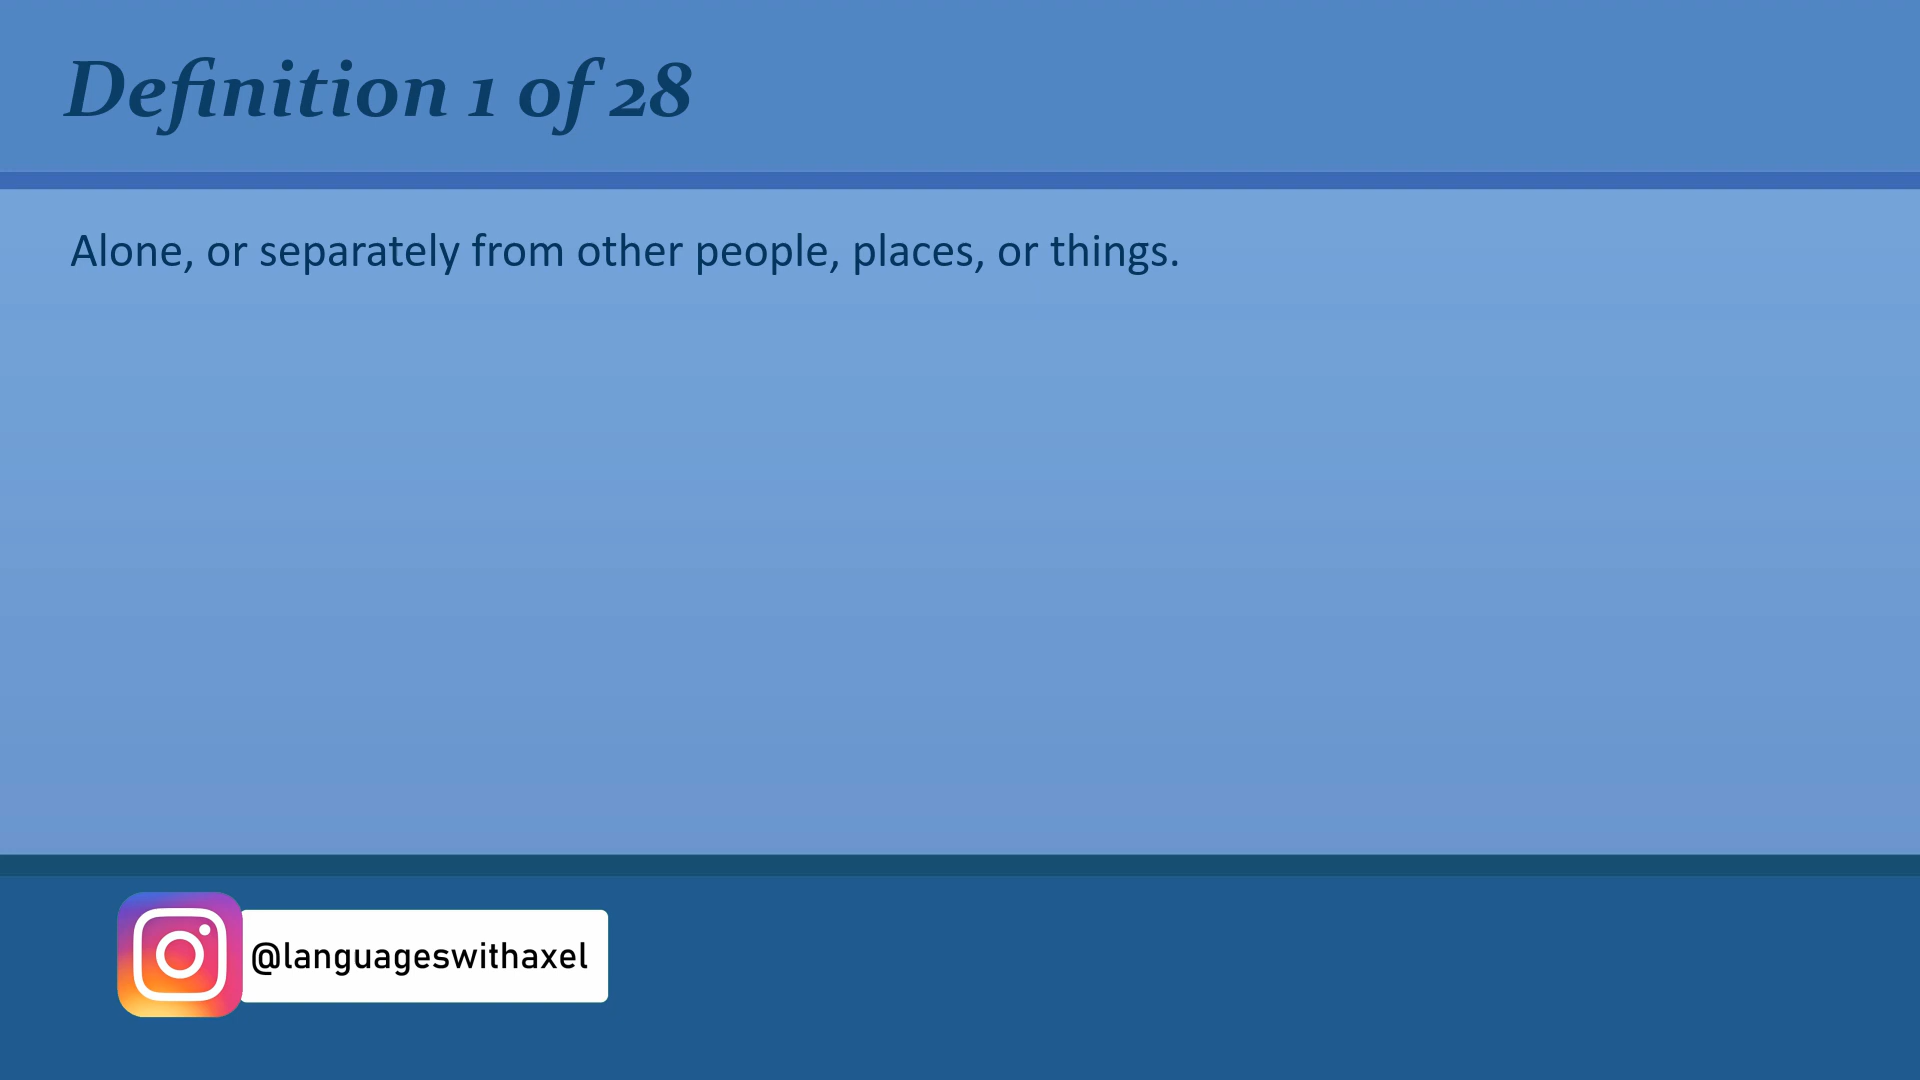 Definition 1 of 28
Alone, or separately from other people, places, or things.
@languageswithaxel